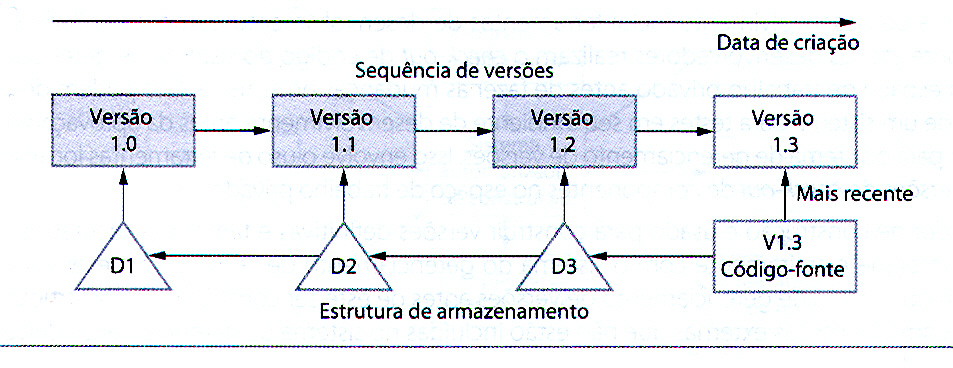 Data de criação
Sequência de versões
Versão
1.0
Versão
1.1
Versão
1.2
Versão
1.3
Mais recente
D1
D2
D3
V1.3
Código-fonte
Estrutura de armazenamento